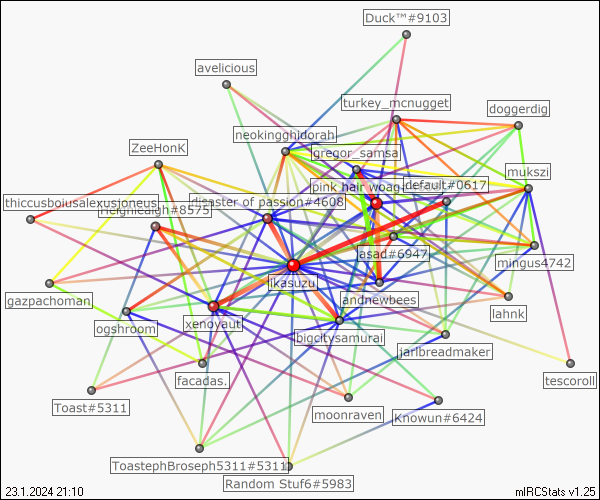 Duck™#9103
avelicious
turkey_mcnugget
doggerdig
neokingghidorah
ZeeHonK
gregor_samsa
mukszi
pink hair woag
default#0617
thiccusboiusalexusioneus
disaster of passion#4608
#8575
asad#6947
mingus4742
ikasuzu.
gazpachoman
andnewbees
lahnk
ogshroom
xenoyaut.
bigcitysamurai
jarlbreadmaker
facadas.
tescoroll
Toast#5311
moonraven
Knowun#6424
ToastephBroseph5311#5311
Random Stuf6#5983
23.1.2024 21:10
mIRCStats v1.25